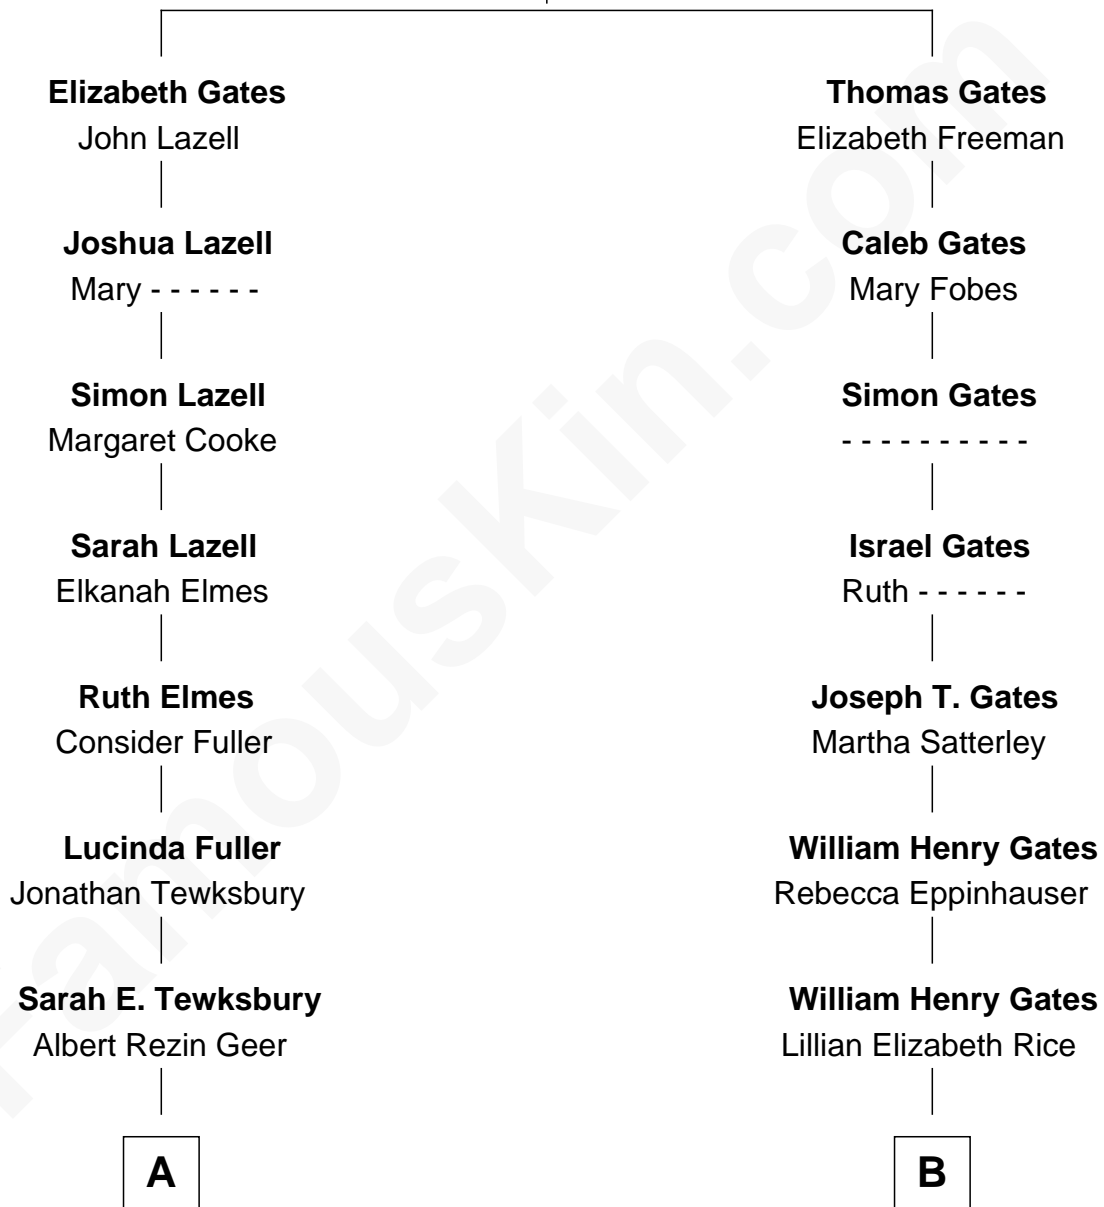 Elizabeth Gates
John Lazell
Joshua Lazell
Mary - - - - - -
Simon Lazell
Margaret Cooke
Sarah Lazell
Elkanah Elmes
Ruth Elmes
Consider Fuller
Lucinda Fuller
Jonathan Tewksbury
Sarah E. Tewksbury
Albert Rezin Geer
A
Thomas Gates
Elizabeth Freeman
Caleb Gates
Mary Fobes
Simon Gates
- - - - - - - - - -
Israel Gates
Ruth - - - - - -
Joseph T. Gates
Martha Satterley
William Henry Gates
Rebecca Eppinhauser
William Henry Gates
Lillian Elizabeth Rice
B
FamousKin.com